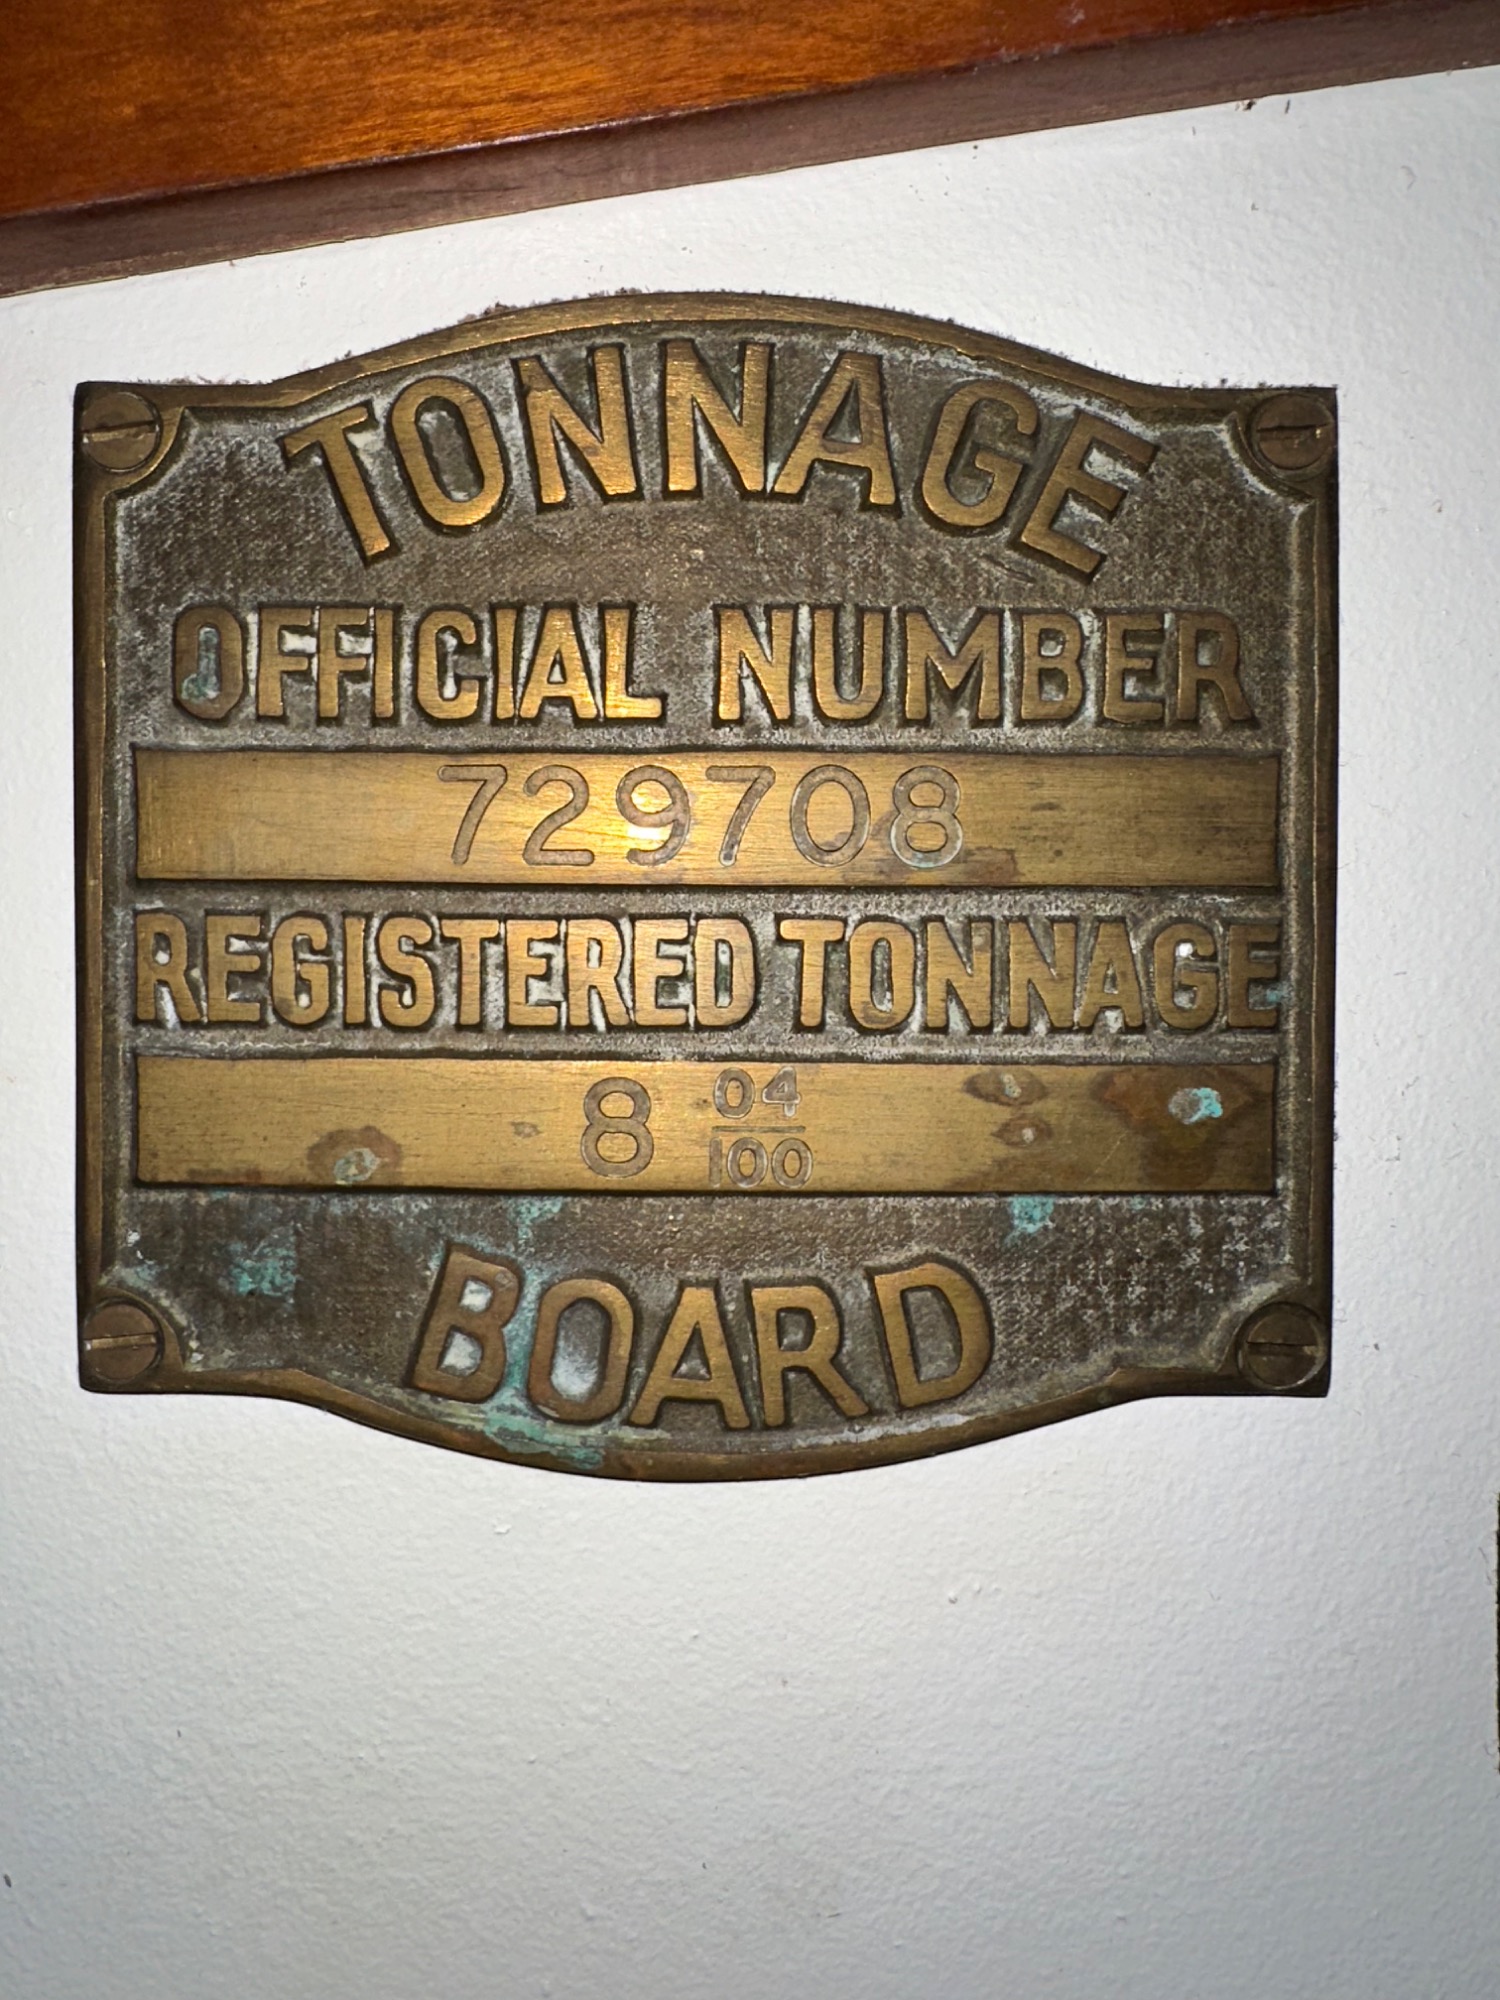 TONNAGE
OFFICIAL NUMBER
729708
REGISTERED TONNAGE
8 04/100
BOARD